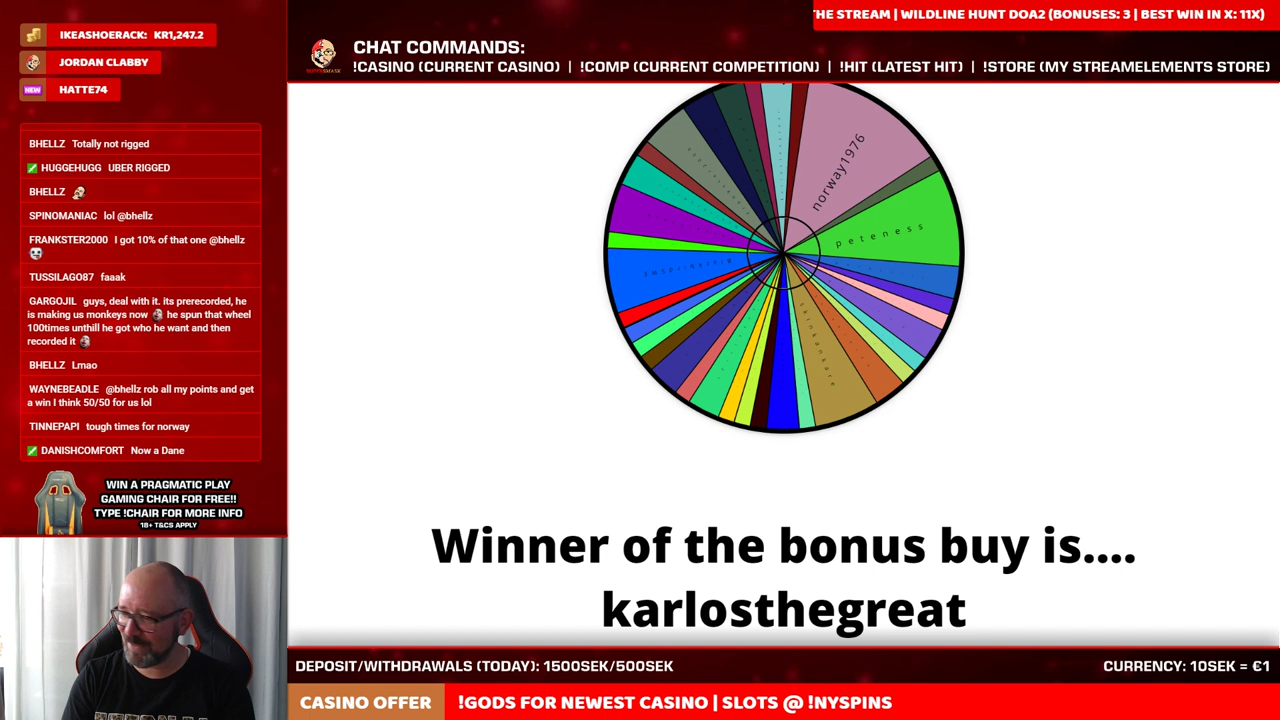 IKEASHOERACK: KR1,247.2
JORDAN CLABBY
NEW HATTE74
BHELLZ Totally not rigged
HUGGEHUGG UBER RIGGED
BHELLZ
SPINOMANIAC lol @bhellz
FRANKSTER2000 I got 10% of that one @bhellz
TUSSILAGO87 faaak
GARGOJIL guys, deal with it. its prerecorded, he
is making us monkeys now he spun that wheel
100times unthill he got who he want and then
recorded it
BHELLZ Lmao
WAYNEBEADLE @bhellz rob all my points and get
a win I think 50/50 for us lol
TINNEPAPI tough times for norway
DANISHCOMFORT Now a Dane
WIN A PRAGMATIC PLAY
GAMING CHAIR FOR FREE!!
TYPE !CHAIR FOR MORE INFO
18+ T&CS APPLY
THE STREAM | WILDLINE HUNT DOA2 (BONUSES: 3 | BEST WIN IN X: 11X)
CHAT COMMANDS:
!CASINO (CURRENT CASINO) | !COMP (CURRENT COMPETITION) | !HIT (LATEST HIT) | !STORE (MY STREAMELEMENTS STORE)
norway1976
peteness
Winner of the bonus buy is....
karlosthegreat
DEPOSIT/WITHDRAWALS (TODAY): 1500SEK/500SEK
CURRENCY: 10SEK = €1
CASINO OFFER
!GODS FOR NEWEST CASINO | SLOTS @ !NYSPINS